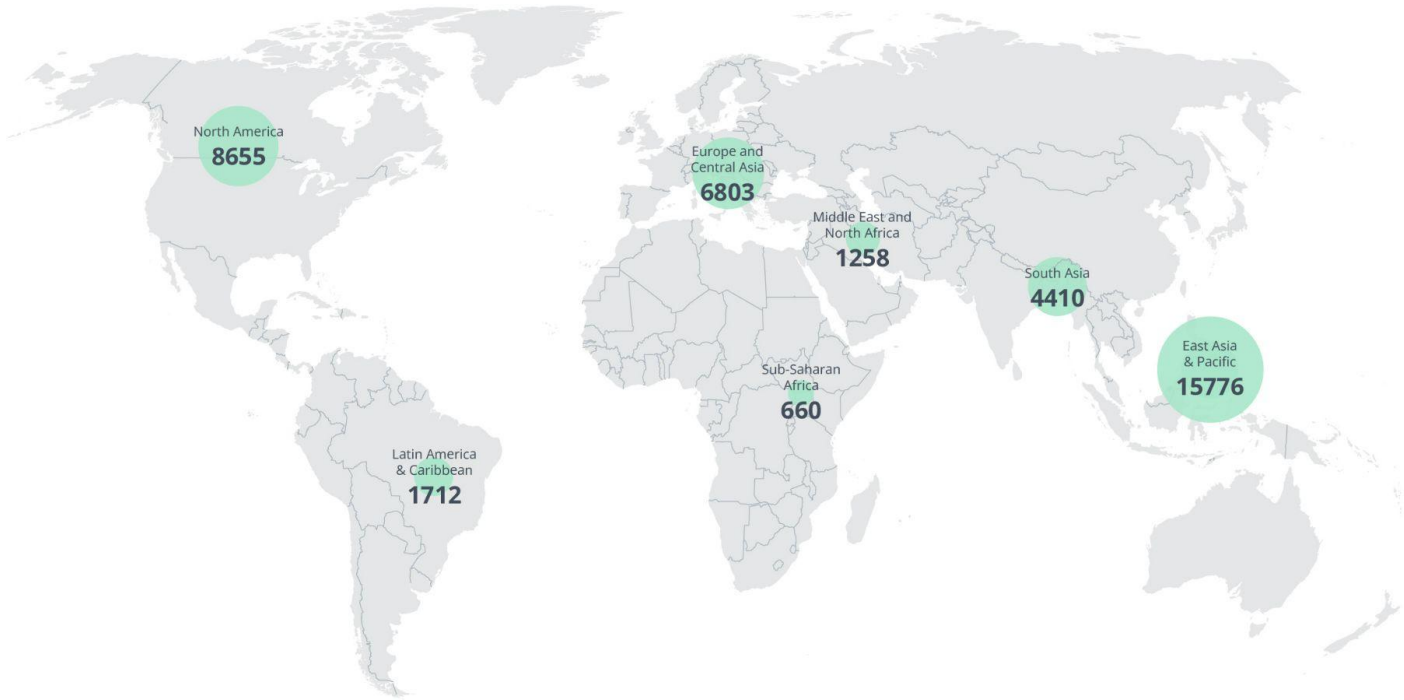 North America
8655
Europe and
Central Asia
6803
Middle East and
North Africa
1258
South Asia
4410
East Asia
& Pacific
15776
Sub-Saharan
Africa
660
Latin America
& Caribbean
1712